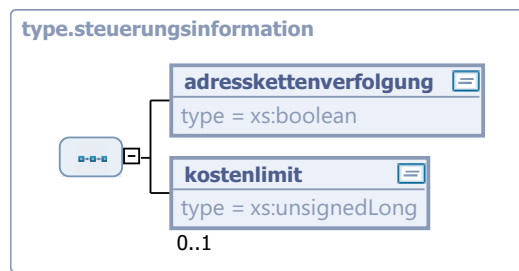 type.steuerungsinformation
adresskettenverfolgung
type = xs:boolean
kostenlimit
type = xs:unsignedLong
0..1